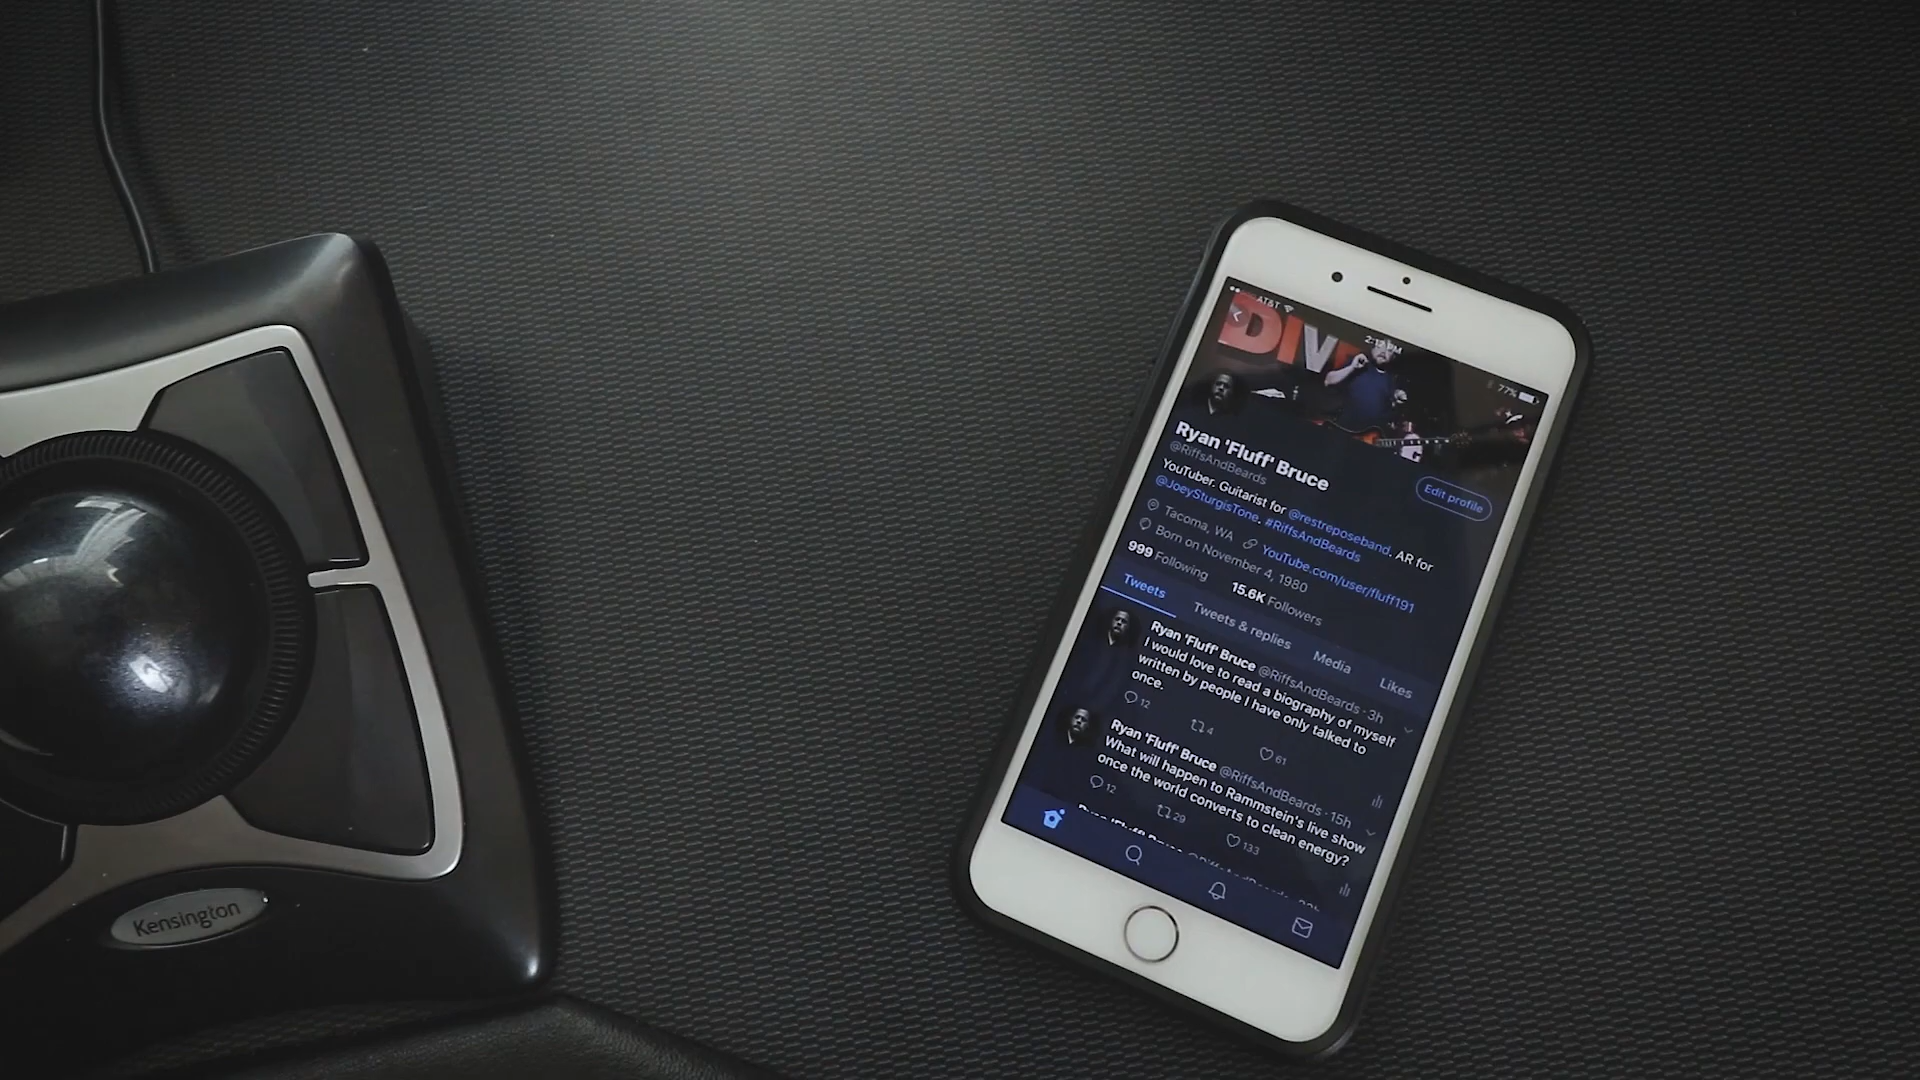 Kensington
AT&T
2:12 PM
77%
DIV
Ryan 'Fluff' Bruce
@RiffsAndBeards
Edit profile
YouTuber. Guitarist for @restreposeband. AR for
@JoeySturgisTone. #RiffsAndBeards
Tacoma, WA YouTube.com/user/fluff191
Born on November 4, 1980
999 Following 15.6K Followers
Tweets Tweets & replies Media Likes
Ryan 'Fluff' Bruce @RiffsAndBeards · 3h
I would love to read a biography of myself
written by people I have only talked to
once.
12 4 61
Ryan 'Fluff' Bruce @RiffsAndBeards · 15h
What will happen to Rammstein's live show
once the world converts to clean energy?
12 29 133